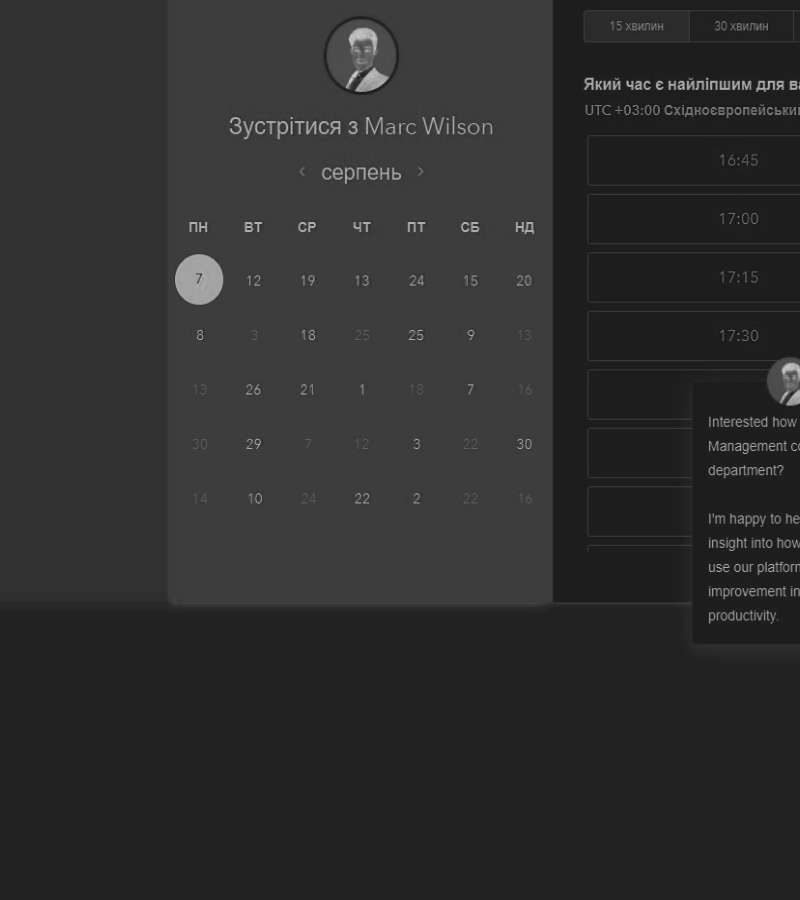 15 хвилин 30 хвилин
Зустрітися з Marc Wilson
серпень
ПН ВТ СР ЧТ ПТ СБ НД
7 12 19 13 24 15 20
8 3 18 25 25 9 13
13 26 21 1 18 7 16
30 29 7 12 3 22 30
14 10 24 22 2 22 16
Який час є найліпшим для ва
UTC +03:00 Східноєвропейський
16:45
17:00
17:15
17:30
Interested how
Management co
department?
I'm happy to he
insight into how
use our platforn
improvement in
productivity.